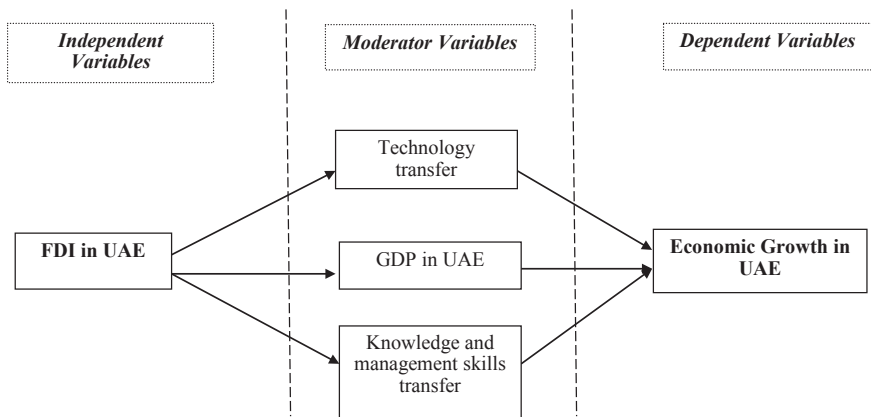 Independent
Variables
Moderator Variables
Dependent Variables
Technology
transfer
FDI in UAE
GDP in UAE
Economic Growth in
UAE
Knowledge and
management skills
transfer